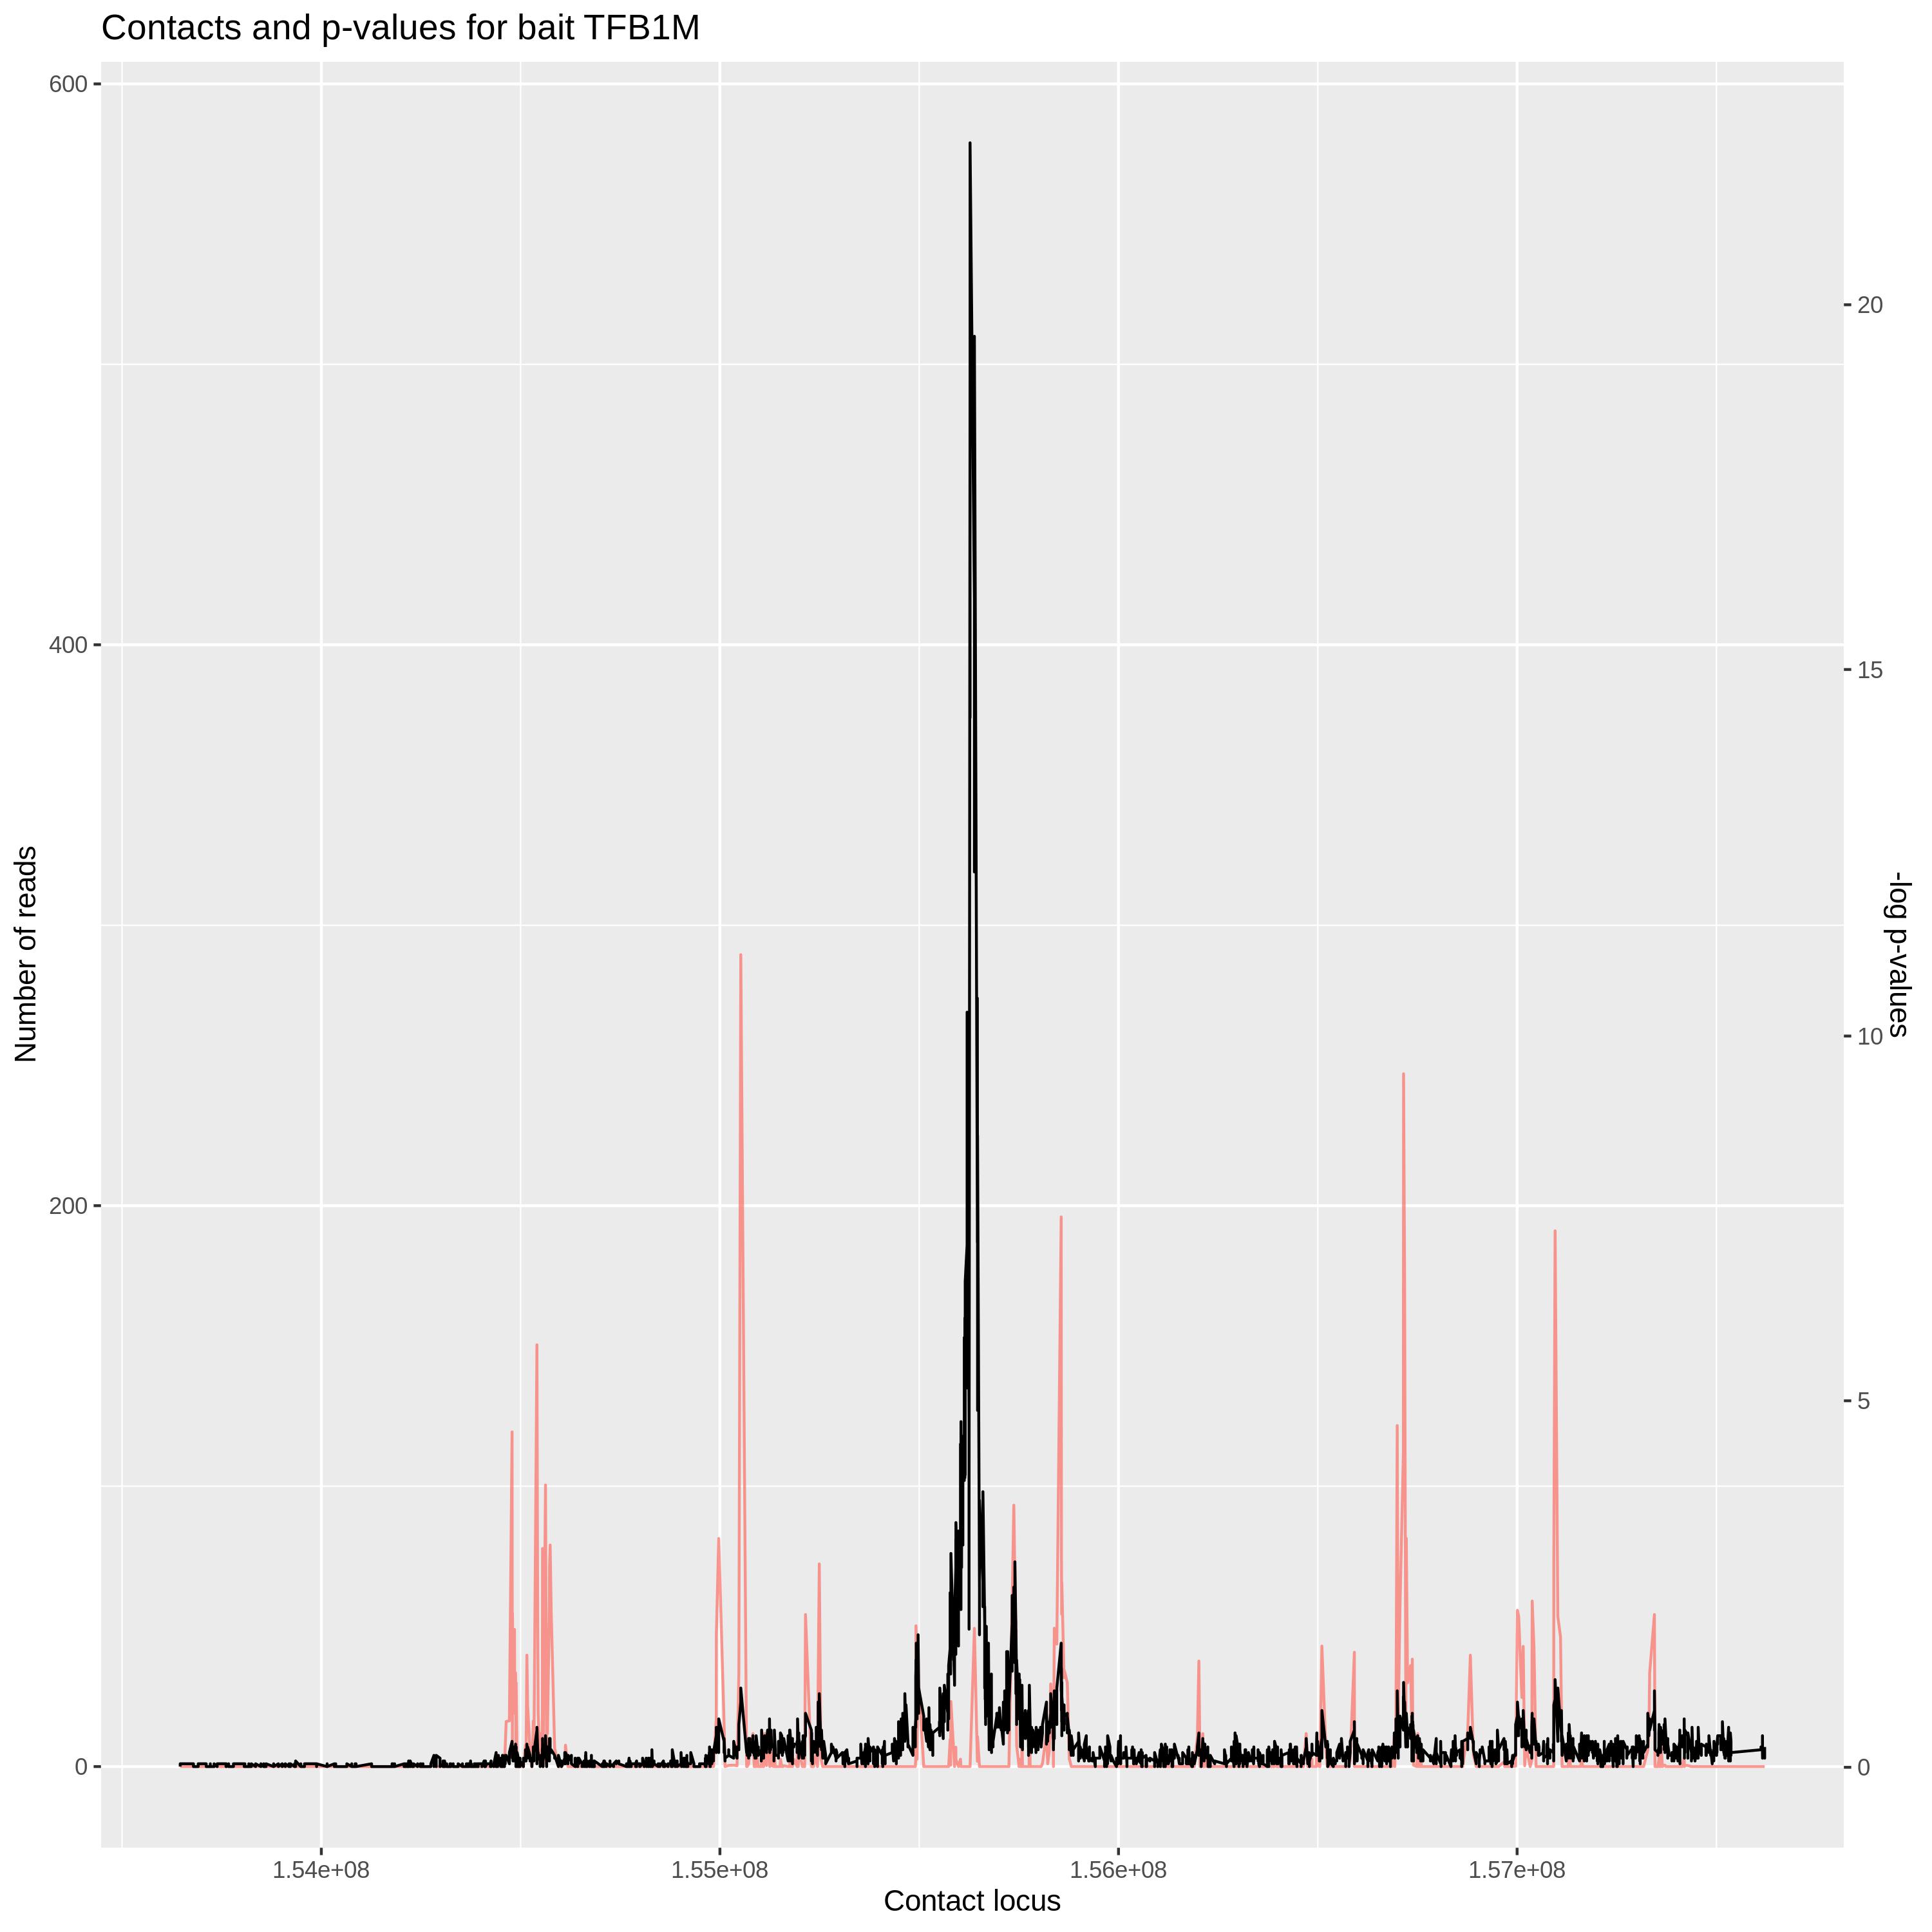 Contacts and p-values for bait TFB1M
600
400
200
0
Number of reads
20
15
10
5
0
-log p-values
1.54e+08
1.55e+08
1.56e+08
1.57e+08
Contact locus